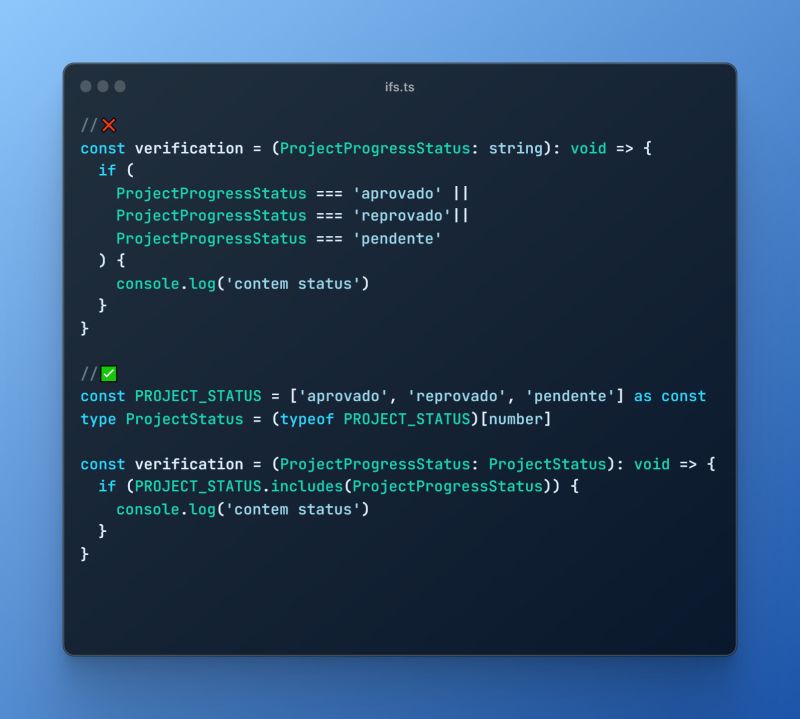 ifs.ts
//❌
const verification = (ProjectProgressStatus: string): void => {
  if (
    ProjectProgressStatus === 'aprovado' ||
    ProjectProgressStatus === 'reprovado'||
    ProjectProgressStatus === 'pendente'
  ) {
    console.log('contem status')
  }
}
//✅
const PROJECT_STATUS = ['aprovado', 'reprovado', 'pendente'] as const
type ProjectStatus = (typeof PROJECT_STATUS)[number]
const verification = (ProjectProgressStatus: ProjectStatus): void => {
  if (PROJECT_STATUS.includes(ProjectProgressStatus)) {
    console.log('contem status')
  }
}